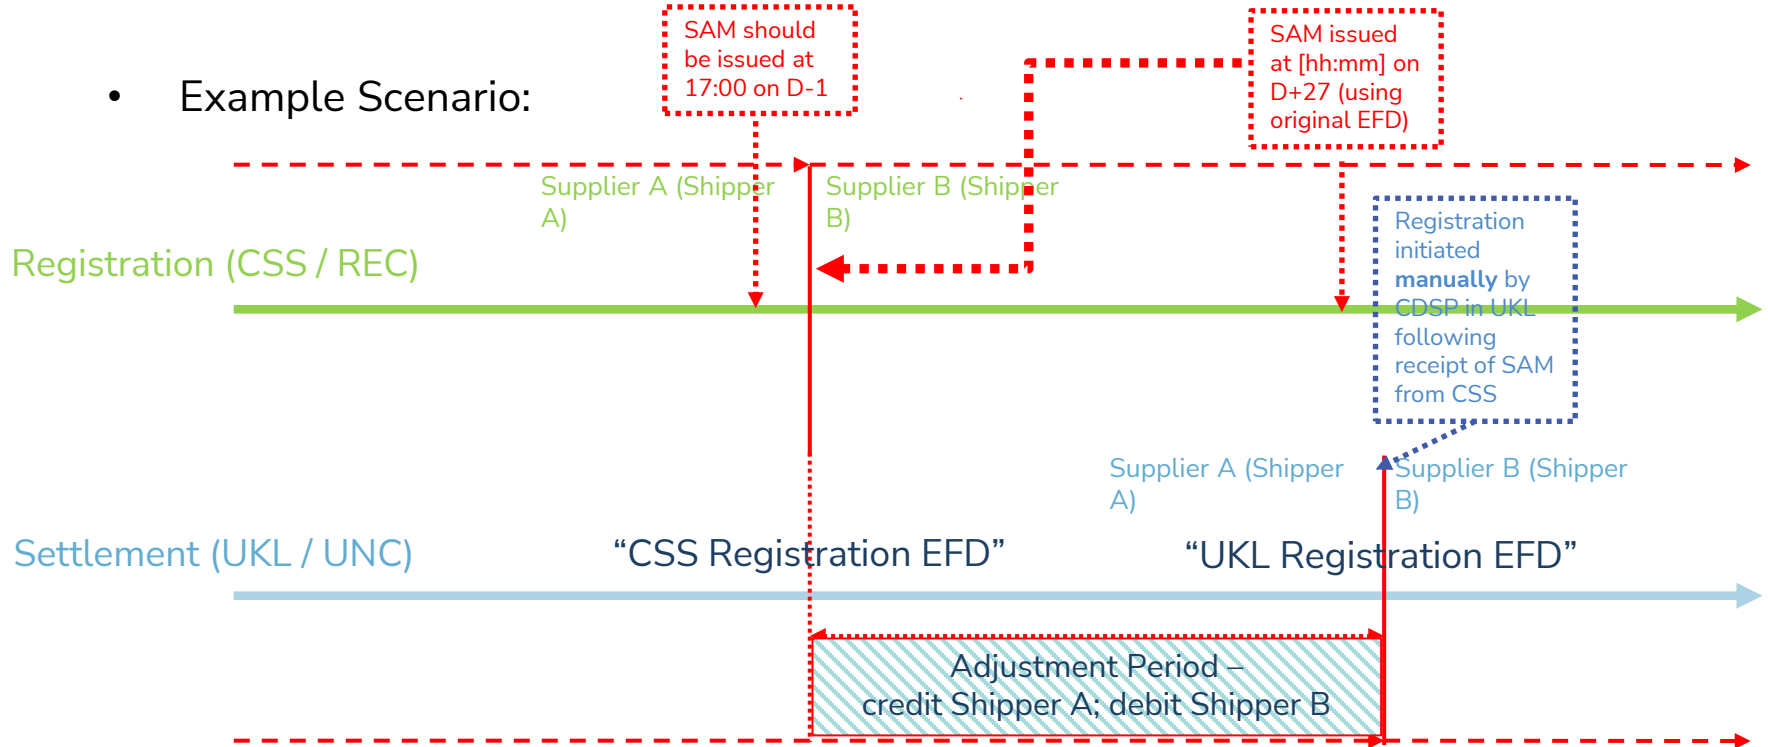 SAM should
be issued at
17:00 on D-1
SAM issued
at [hh:mm] on
D+27 (using
original EFD)
• Example Scenario:
Supplier A (Shipper
A)
Supplier B (Shipper
B)
Registration
initiated
manually by
CDSP in UKL
following
receipt of SAM
from CSS
Registration (CSS / REC)
Supplier A (Shipper
A)
Supplier B (Shipper
B)
Settlement (UKL / UNC)
“CSS Registration EFD”
“UKL Registration EFD”
Adjustment Period –
credit Shipper A; debit Shipper B